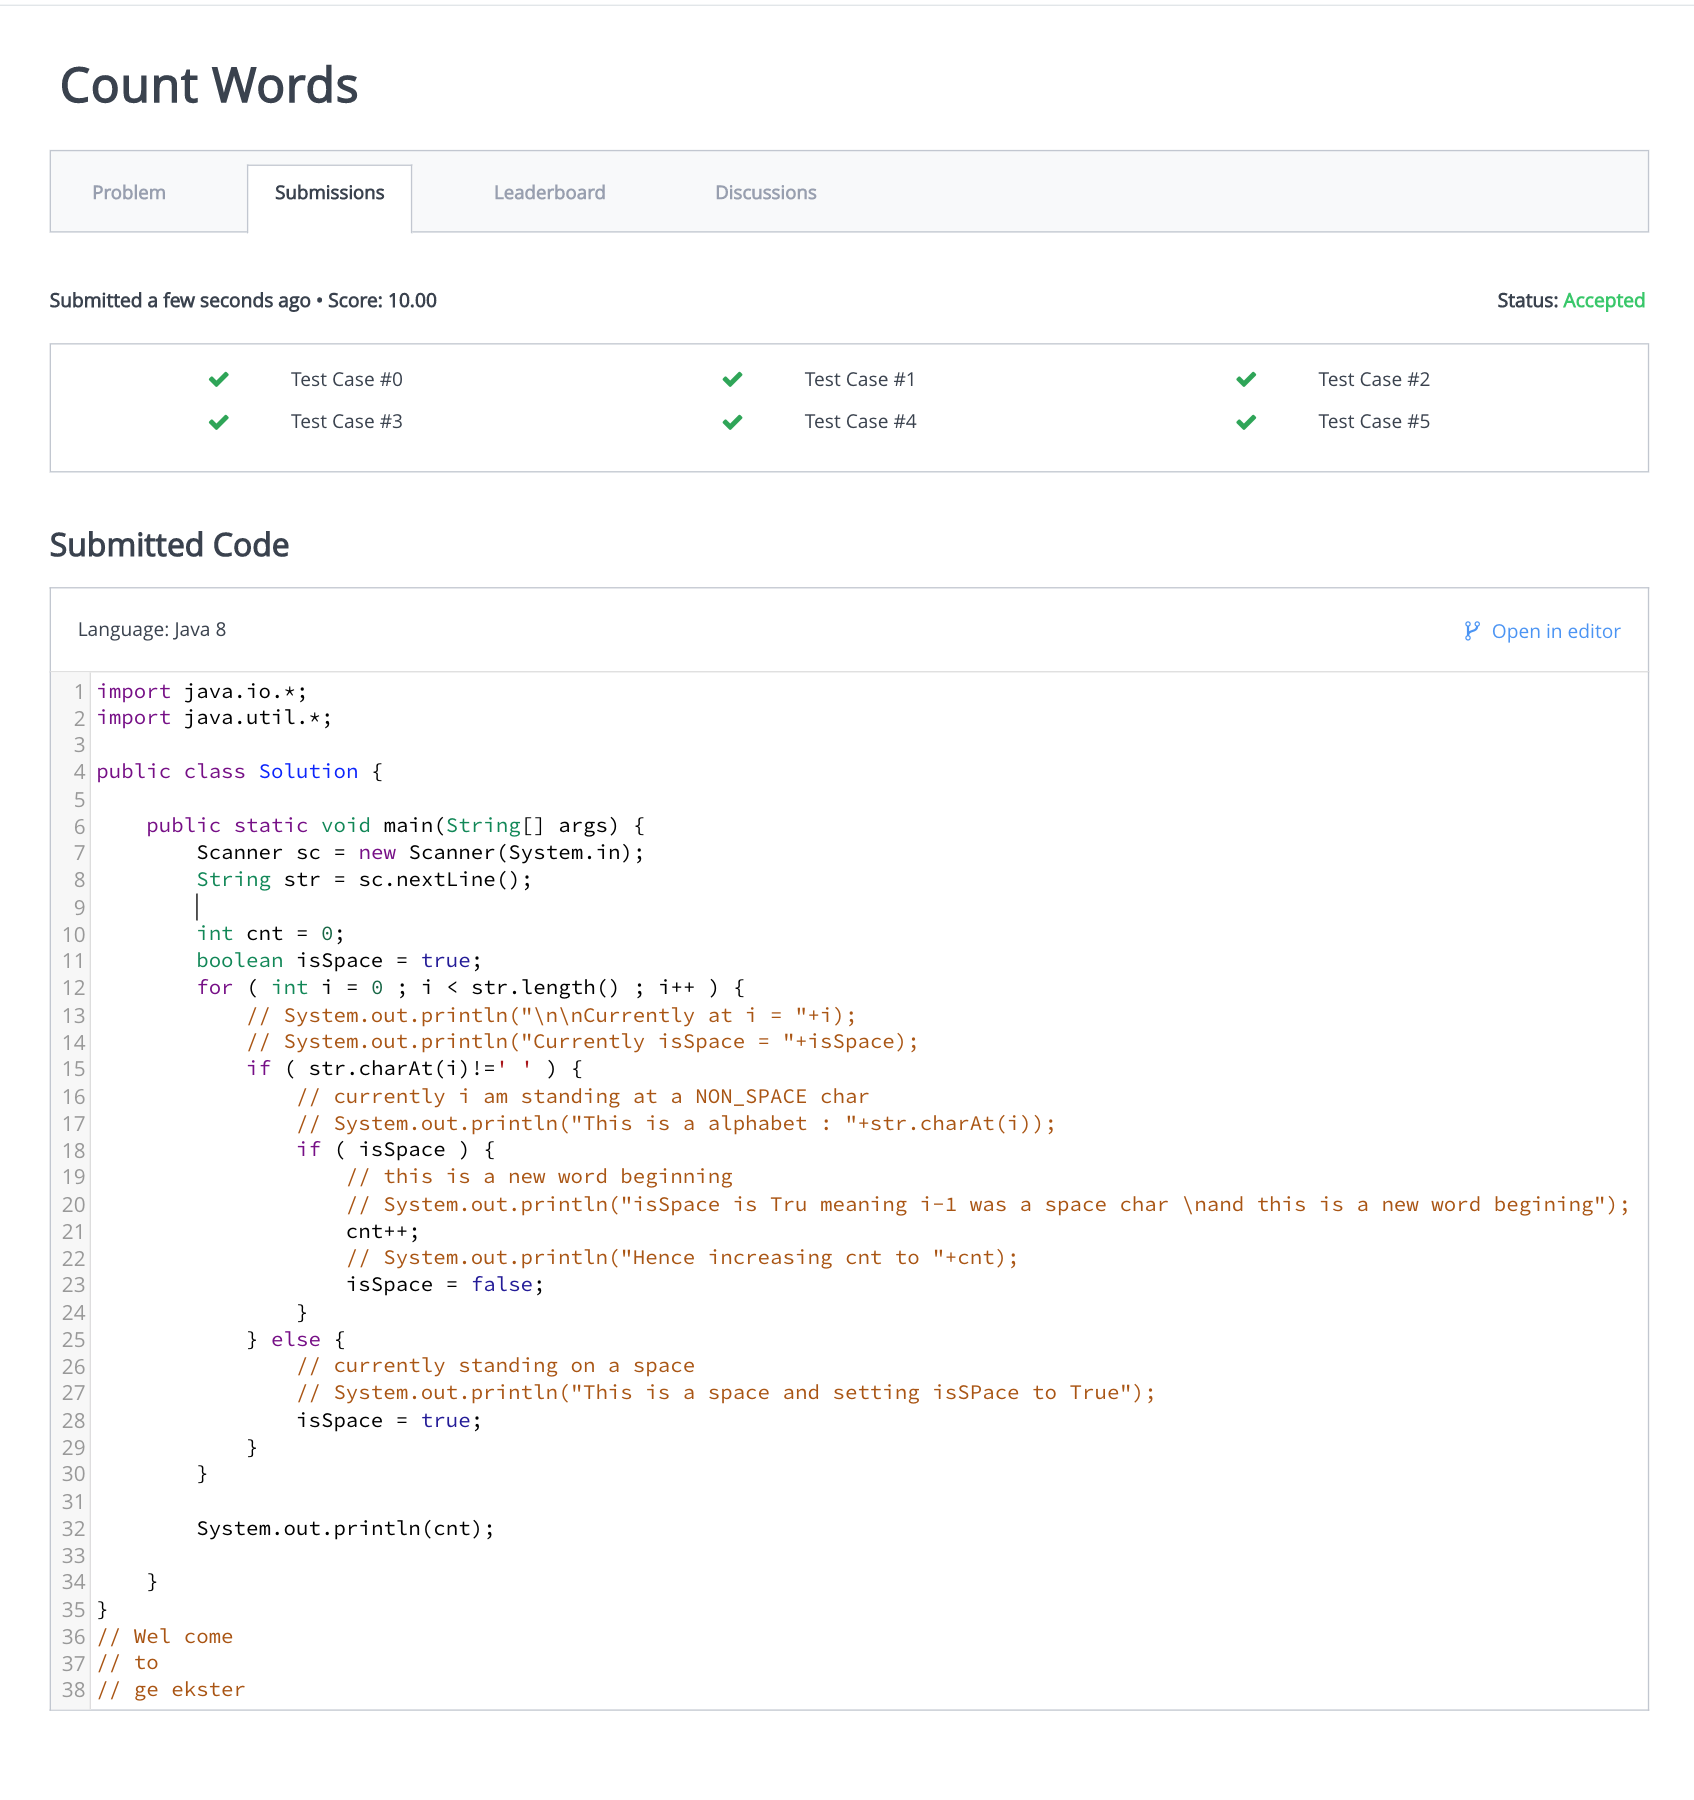 Count Words
Problem Submissions Leaderboard Discussions
Submitted a few seconds ago • Score: 10.00 Status: Accepted
Test Case #0 Test Case #1 Test Case #2
Test Case #3 Test Case #4 Test Case #5
Submitted Code
Language: Java 8 Open in editor
1 import java.io.*;
2 import java.util.*;
3
4 public class Solution {
5
6     public static void main(String[] args) {
7         Scanner sc = new Scanner(System.in);
8         String str = sc.nextLine();
9
10         int cnt = 0;
11         boolean isSpace = true;
12         for ( int i = 0 ; i < str.length() ; i++ ) {
13             // System.out.println("\n\nCurrently at i = "+i);
14             // System.out.println("Currently isSpace = "+isSpace);
15             if ( str.charAt(i)!=' ' ) {
16                 // currently i am standing at a NON_SPACE char
17                 // System.out.println("This is a alphabet : "+str.charAt(i));
18                 if ( isSpace ) {
19                     // this is a new word beginning
20                     // System.out.println("isSpace is Tru meaning i-1 was a space char \nand this is a new word begining");
21                     cnt++;
22                     // System.out.println("Hence increasing cnt to "+cnt);
23                     isSpace = false;
24                 }
25             } else {
26                 // currently standing on a space
27                 // System.out.println("This is a space and setting isSPace to True");
28                 isSpace = true;
29             }
30         }
31
32         System.out.println(cnt);
33
34     }
35 }
36 // Wel come
37 // to
38 // ge ekster